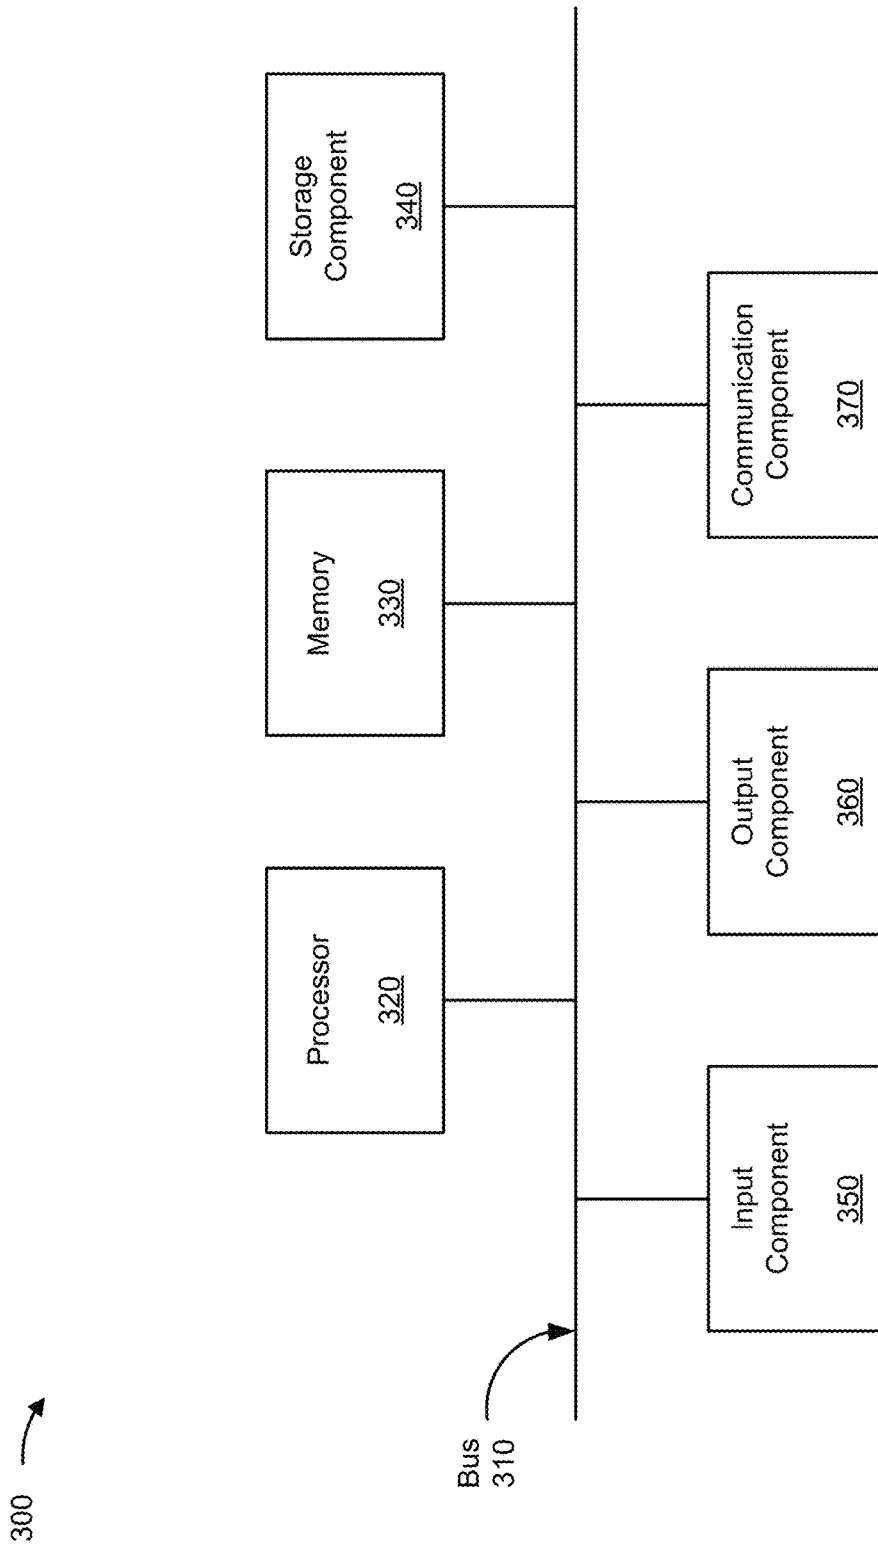 300
Bus
310
Processor
320
Memory
330
Storage
Component
340
Input
Component
350
Output
Component
360
Communication
Component
370